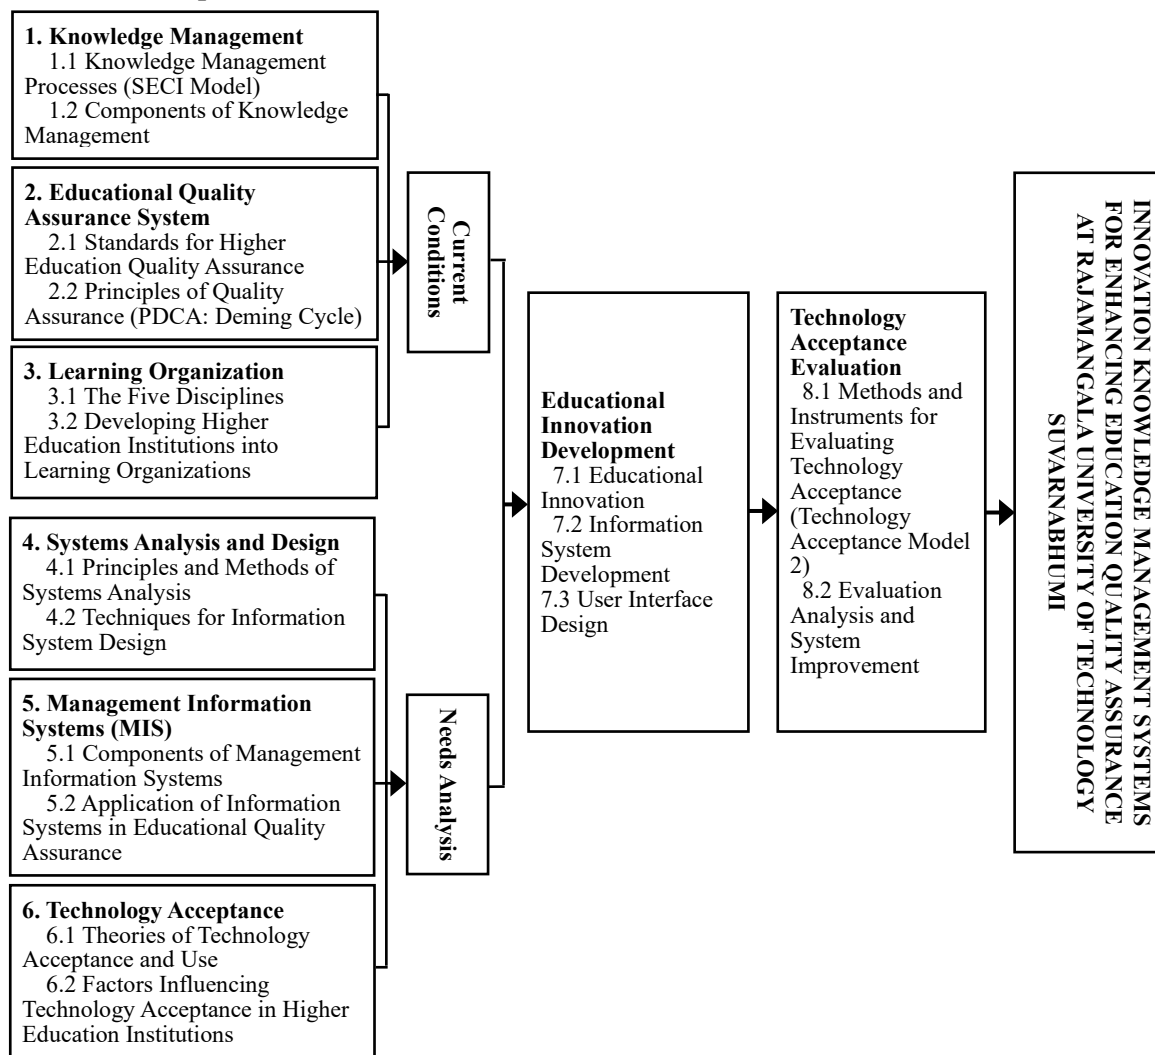 1. Knowledge Management
1.1 Knowledge Management
Processes (SECI Model)
1.2 Components of Knowledge
Management
2. Educational Quality
Assurance System
2.1 Standards for Higher
Education Quality Assurance
2.2 Principles of Quality
Assurance (PDCA: Deming Cycle)
3. Learning Organization
3.1 The Five Disciplines
3.2 Developing Higher
Education Institutions into
Learning Organizations
4. Systems Analysis and Design
4.1 Principles and Methods of
Systems Analysis
4.2 Techniques for Information
System Design
5. Management Information
Systems (MIS)
5.1 Components of Management
Information Systems
5.2 Application of Information
Systems in Educational Quality
Assurance
6. Technology Acceptance
6.1 Theories of Technology
Acceptance and Use
6.2 Factors Influencing
Technology Acceptance in Higher
Education Institutions
Current
Conditions
Needs Analysis
Educational
Innovation
Development
7.1 Educational
Innovation
7.2 Information
System
Development
7.3 User Interface
Design
Technology
Acceptance
Evaluation
8.1 Methods and
Instruments for
Evaluating
Technology
Acceptance
(Technology
Acceptance Model
2)
8.2 Evaluation
Analysis and
System
Improvement
INNOVATION KNOWLEDGE MANAGEMENT SYSTEMS
FOR ENHANCING EDUCATION QUALITY ASSURANCE
AT RAJAMANGALA UNIVERSITY OF TECHNOLOGY
SUVARNABHUMI